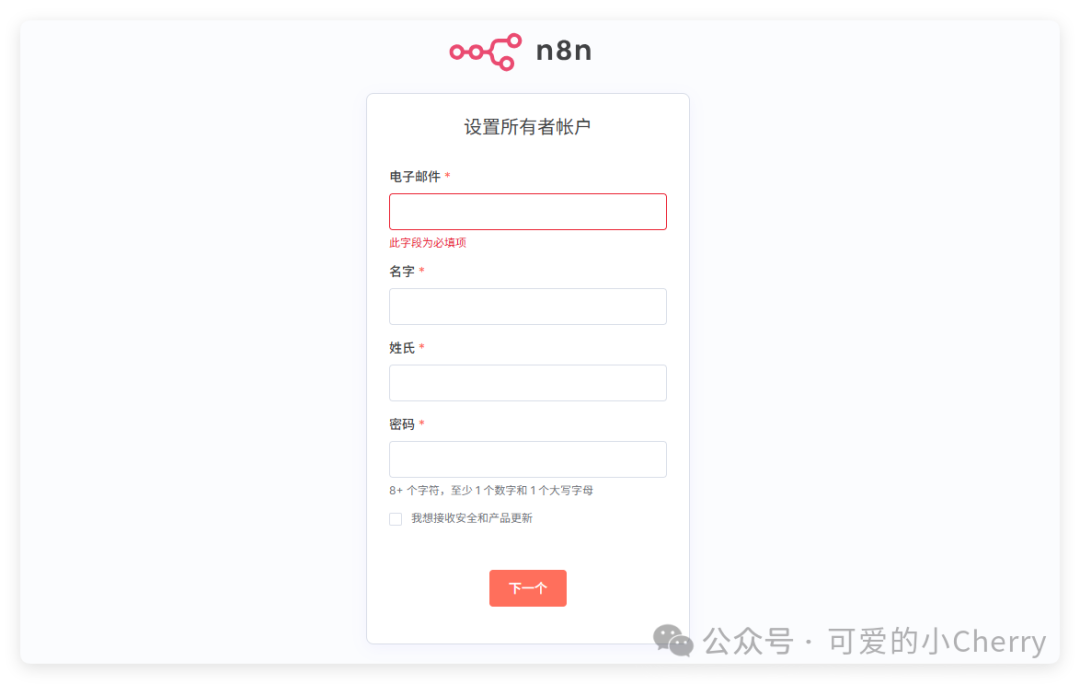 n8n
设置所有者帐户
电子邮件 *
此字段为必填项
名字 *
姓氏 *
密码 *
8+ 个字符，至少 1 个数字和 1 个大写字母
我想接收安全和产品更新
下一个
公众号 · 可爱的小Cherry